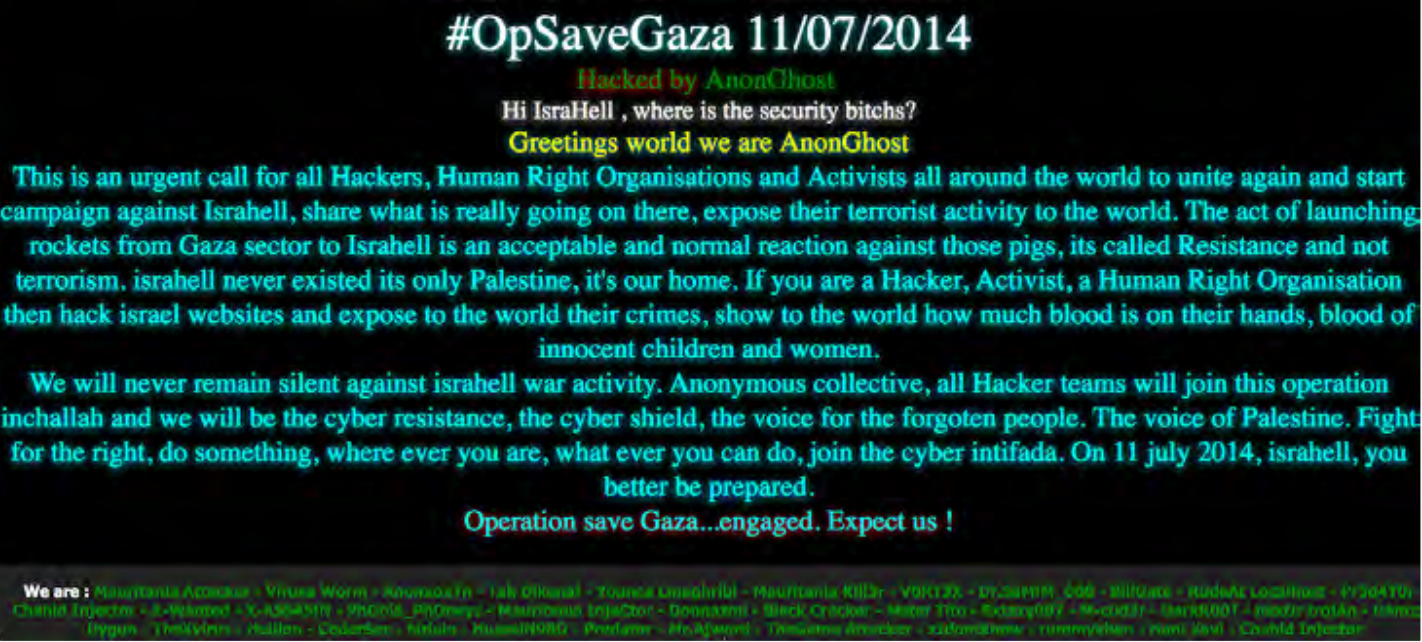 #OpSaveGaza 11/07/2014
Hacked by AnonGhost
Hi IsraHell , where is the security bitchs?
Greetings world we are AnonGhost
This is an urgent call for all Hackers, Human Right Organisations and Activists all around the world to unite again and start
campaign against Israhell, share what is really going on there, expose their terrorist activity to the world. The act of launching
rockets from Gaza sector to Israhell is an acceptable and normal reaction against those pigs, its called Resistance and not
terrorism. israhell never existed its only Palestine, it's our home. If you are a Hacker, Activist, a Human Right Organisation
then hack israel websites and expose to the world their crimes, show to the world how much blood is on their hands, blood of
innocent children and women.
We will never remain silent against israhell war activity. Anonymous collective, all Hacker teams will join this operation
inchallah and we will be the cyber resistance, the cyber shield, the voice for the forgoten people. The voice of Palestine. Fight
for the right, do something, where ever you are, what ever you can do, join the cyber intifada. On 11 july 2014, israhell, you
better be prepared.
Operation save Gaza...engaged. Expect us !
We are : Mauritania Attacker - Virusa Worm - - Mauritania -
Injector - - - Black Cracker -
- - Predator - - Injector